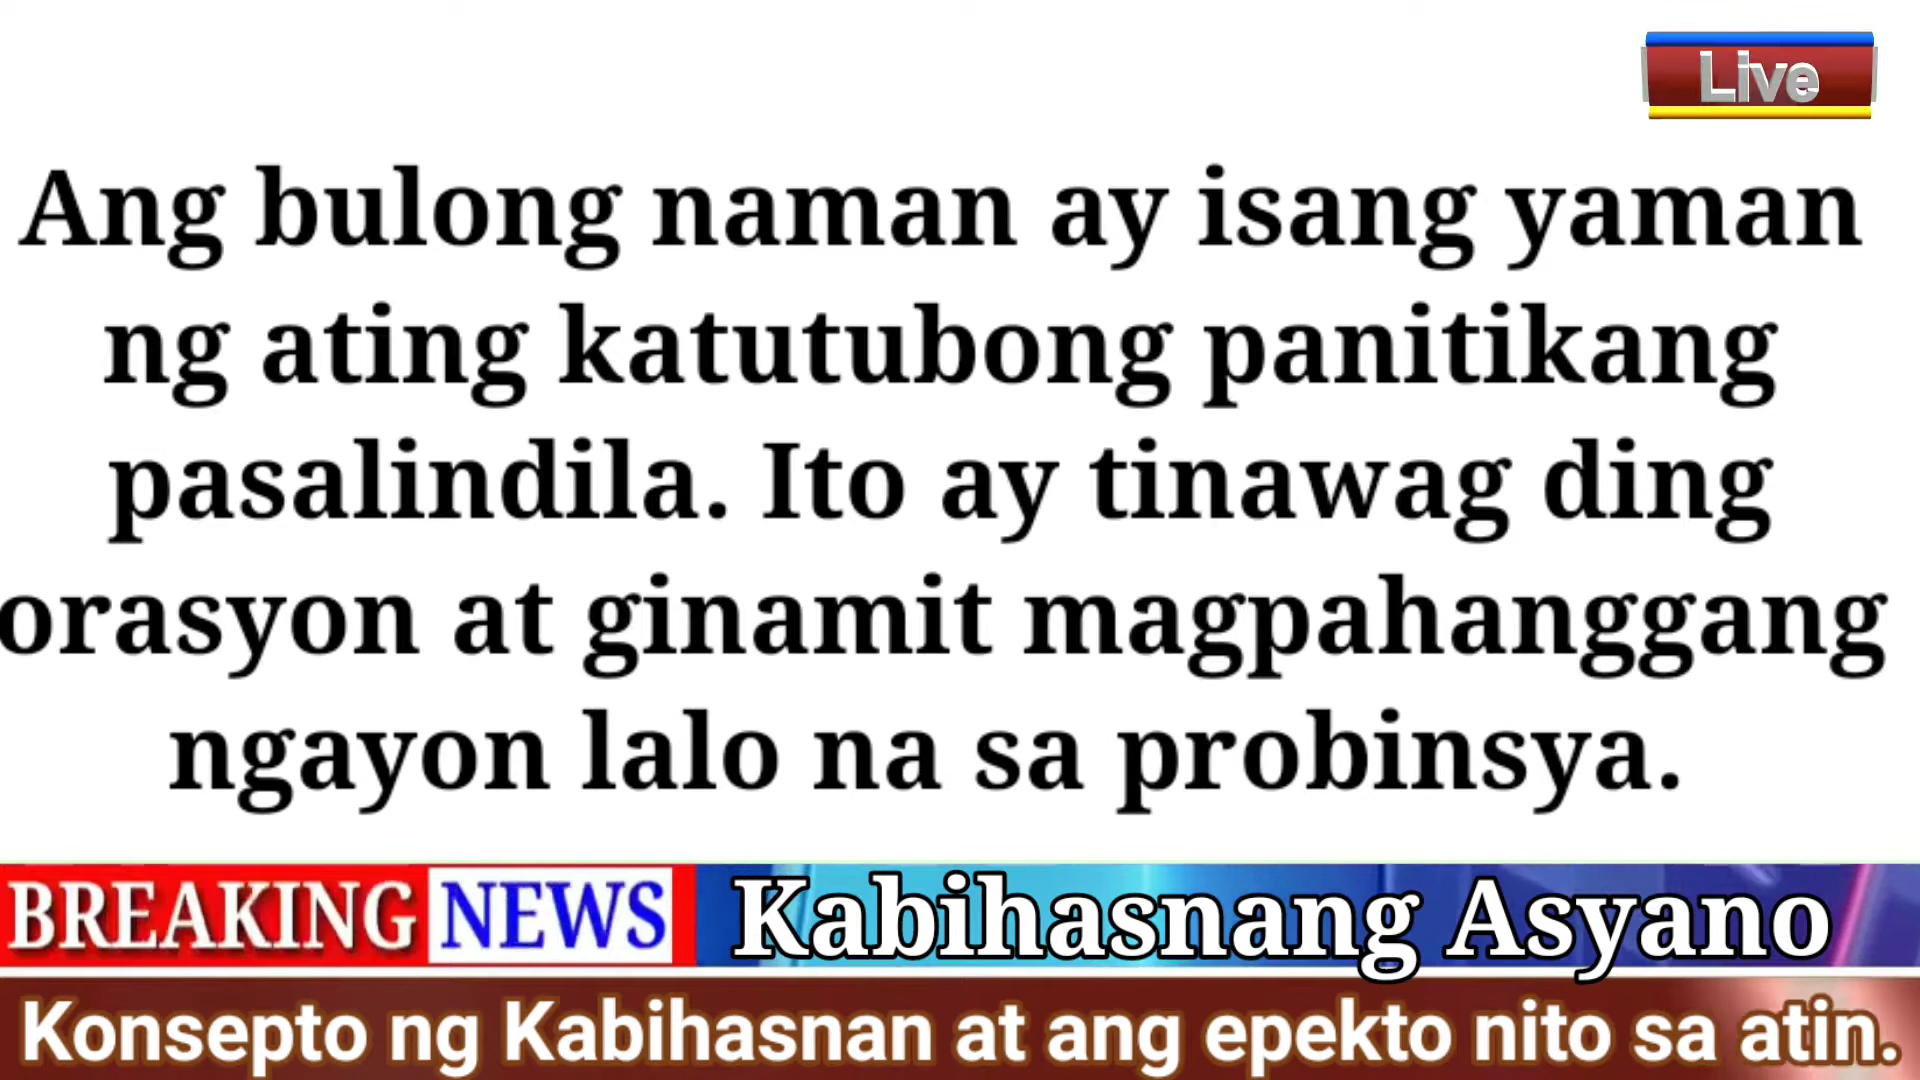 Live
Ang bulong naman ay isang yaman
ng ating katutubong panitikang
pasalindila. Ito ay tinawag ding
orasyon at ginamit magpahanggang
ngayon lalo na sa probinsya.
BREAKING NEWS Kabihasnang Asyano
Konsepto ng Kabihasnan at ang epekto nito sa atin.